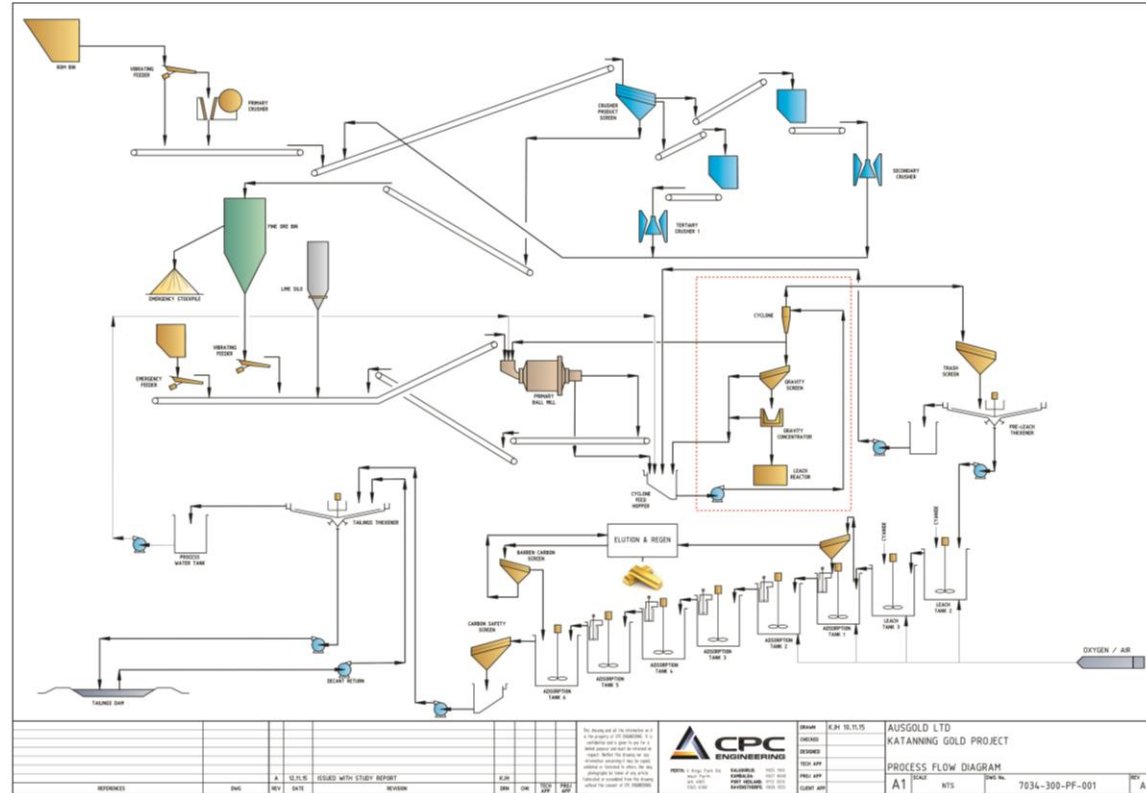 ROM BIN
VIBRATING
FEEDER
PRIMARY
CRUSHER
CRUSHER
PRODUCT
SCREEN
SECONDARY
CRUSHER
TERTIARY
CRUSHER 1
FINE ORE BIN
EMERGENCY STOCKPILE
LIME SILO
VIBRATING
FEEDER
EMERGENCY
FEEDER
PRIMARY
BALL MILL
CYCLONE
GRAVITY
SCREEN
GRAVITY
CONCENTRATOR
LEACH
REACTOR
CYCLONE
FEED
HOPPER
TRASH
SCREEN
PRE-LEACH
THICKENER
TAILINGS THICKENER
PROCESS
WATER TANK
DECANT RETURN
TAILINGS DAM
ELUTION & REGEN
BARREN CARBON
SCREEN
CARBON SAFETY
SCREEN
ADSORPTION
TANK 6
ADSORPTION
TANK 5
ADSORPTION
TANK 4
ADSORPTION
TANK 3
ADSORPTION
TANK 2
ADSORPTION
TANK 1
CYANIDE
LEACH
TANK 3
CYANIDE
LEACH
TANK 2
OXYGEN / AIR
A 12.11.15 ISSUED WITH STUDY REPORT KJH
REFERENCES DWG REV DATE REVISION DRN CHK TECH APP PROJ APP
CPC
ENGINEERING
DRAWN KJH 10.11.15
CHECKED
DESIGNED
TECH APP
PROJ APP
CLIENT APP
AUSGOLD LTD
KATANNING GOLD PROJECT
PROCESS FLOW DIAGRAM
A1 SCALE NTS DWG No. 7034-300-PF-001 REV A